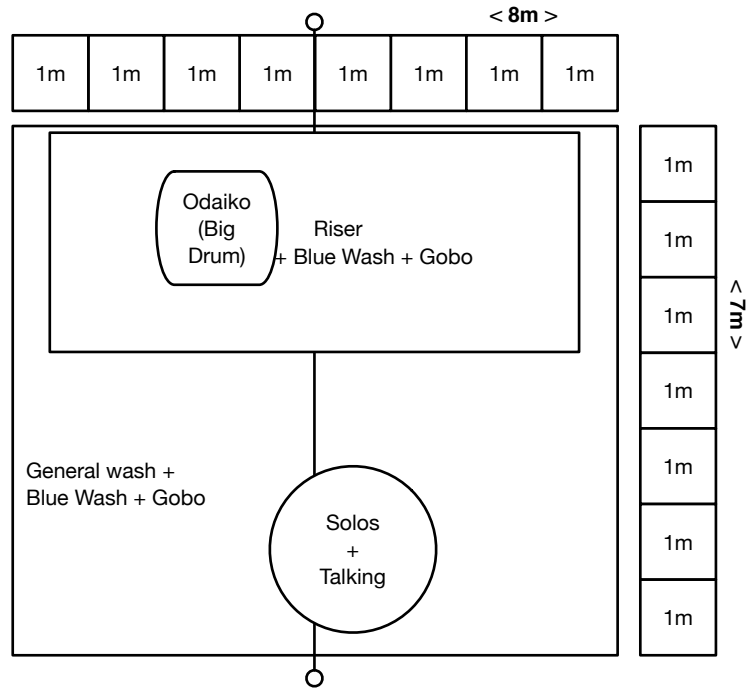 < 8m >
1m 1m 1m 1m 1m 1m 1m 1m
Odaiko
(Big
Drum)
Riser
+ Blue Wash + Gobo
General wash +
Blue Wash + Gobo
Solos
+
Talking
1m
1m
1m
1m
1m
1m
1m
< 7m >